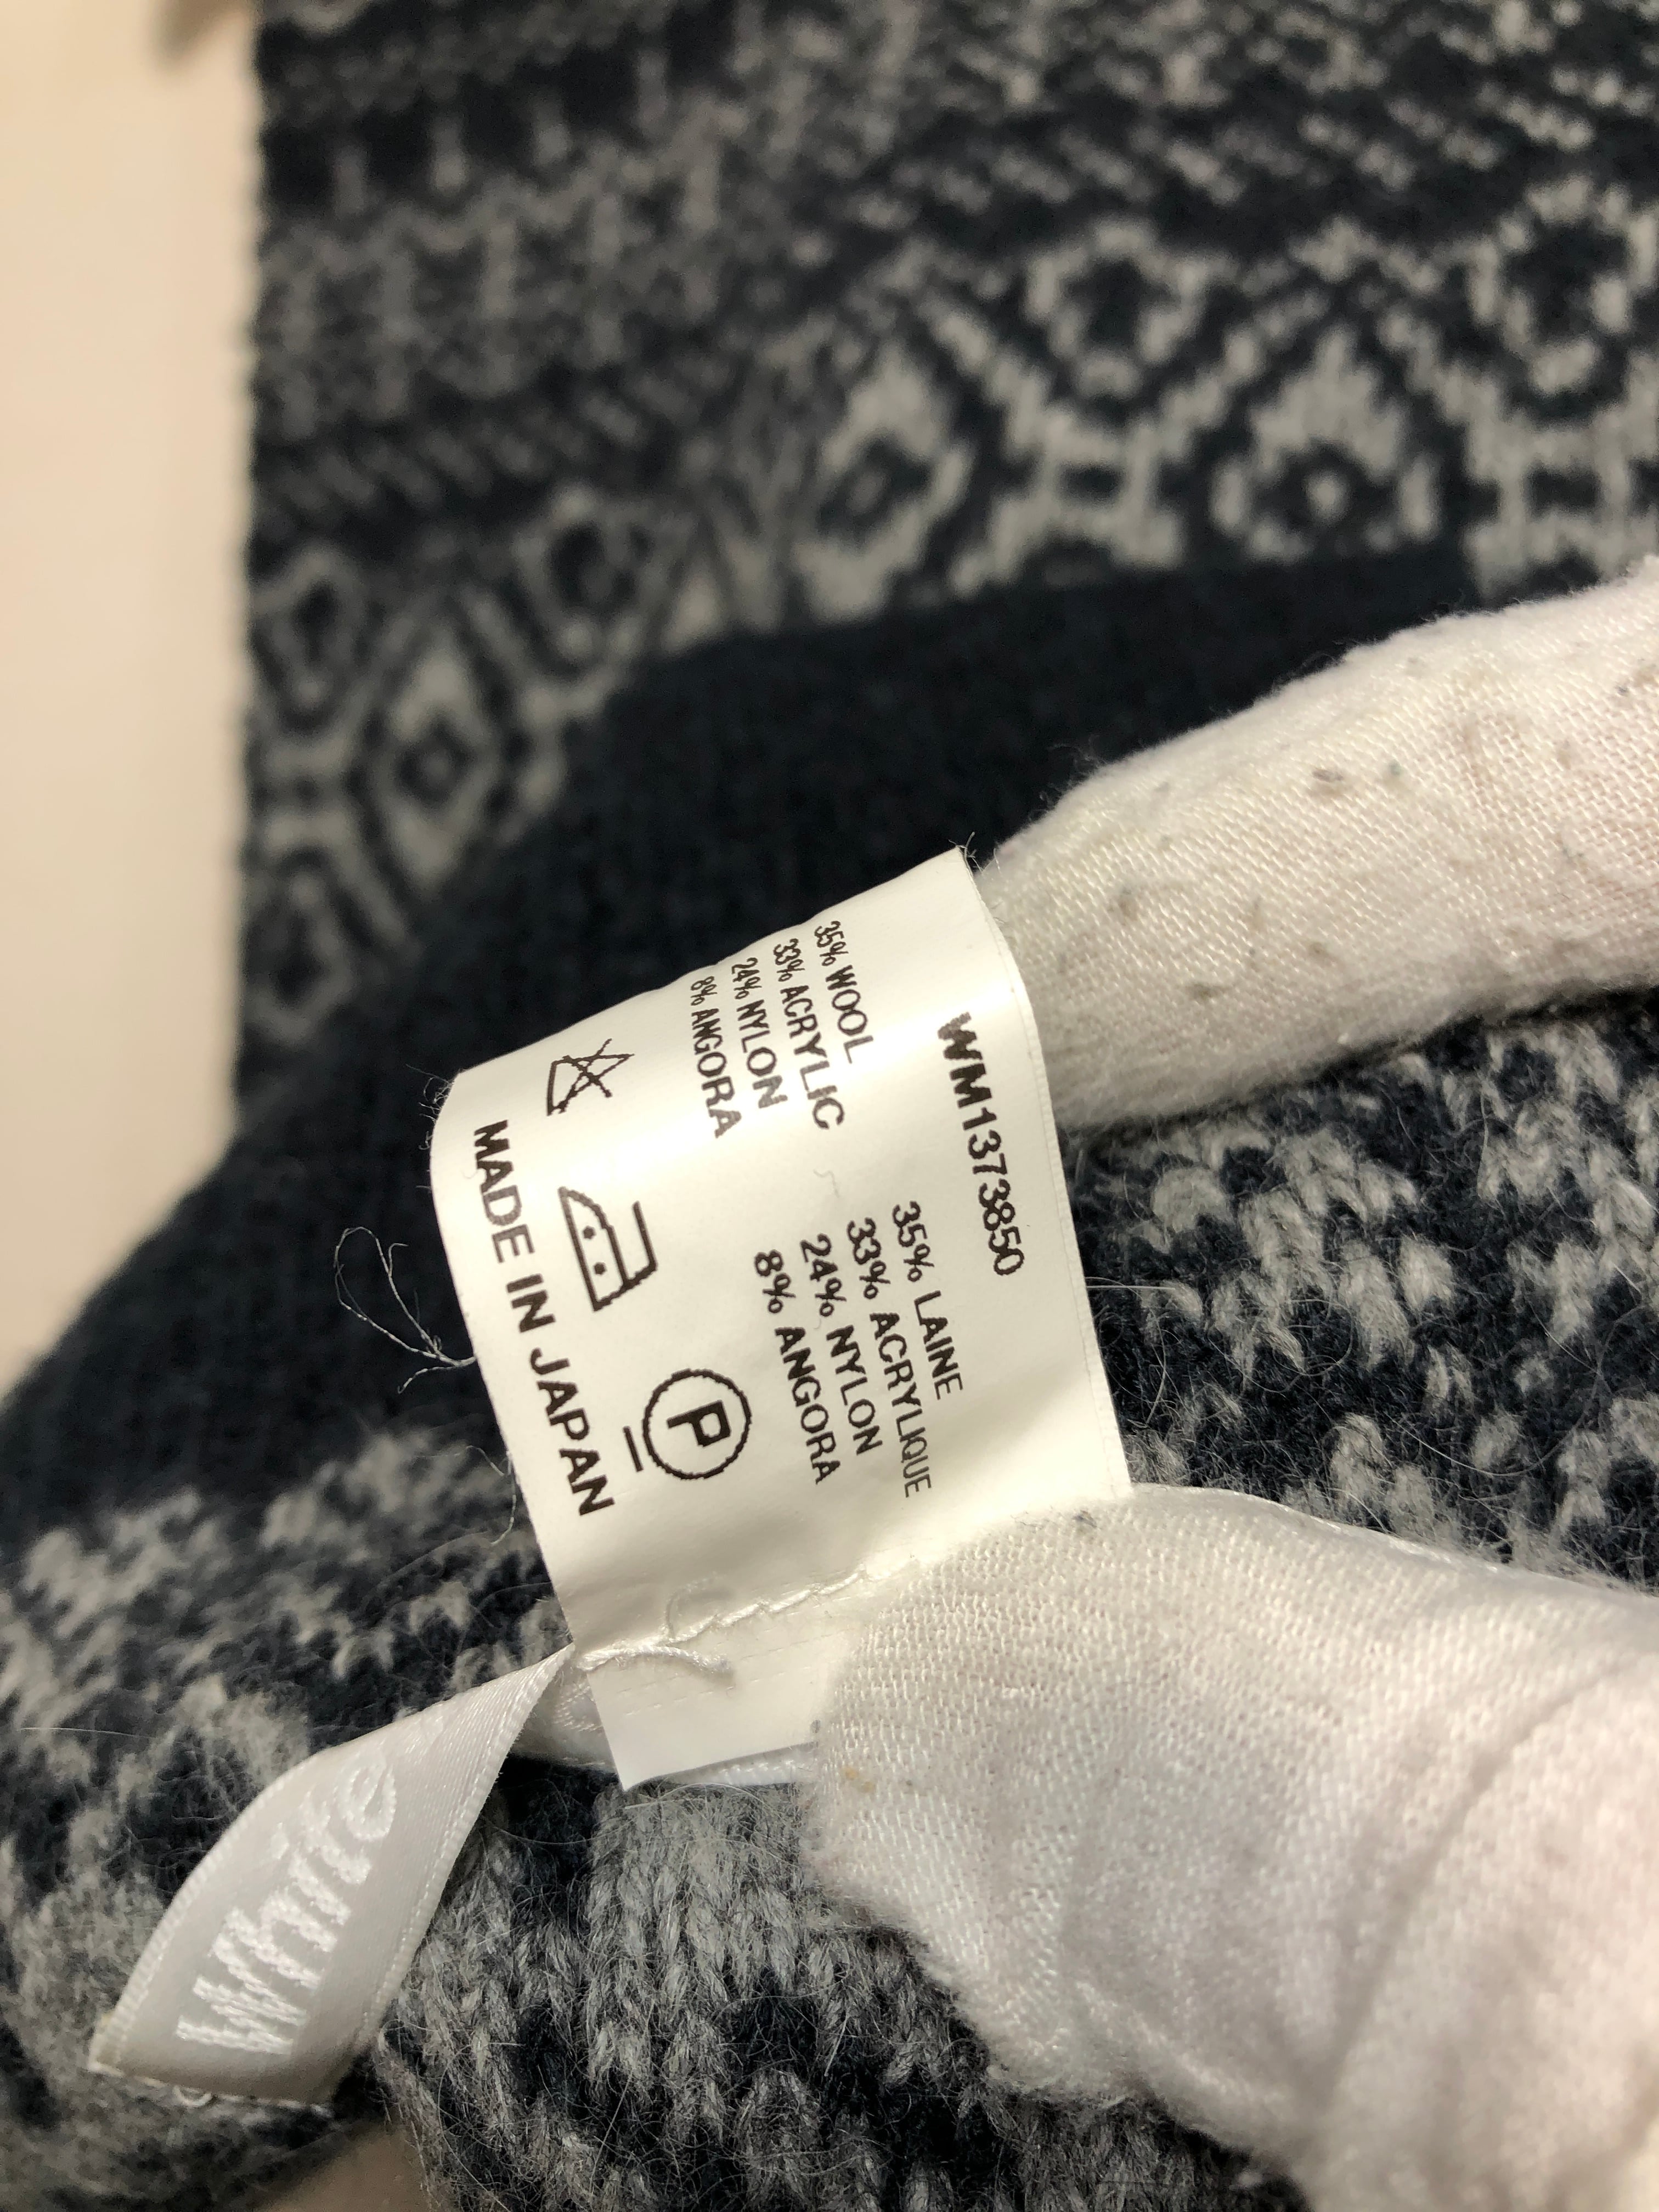 WM1373850
35% WOOL
33% ACRYLIC
24% NYLON
8% ANGORA
35% LAINE
33% ACRYLIQUE
24% NYLON
8% ANGORA
P
MADE IN JAPAN
White